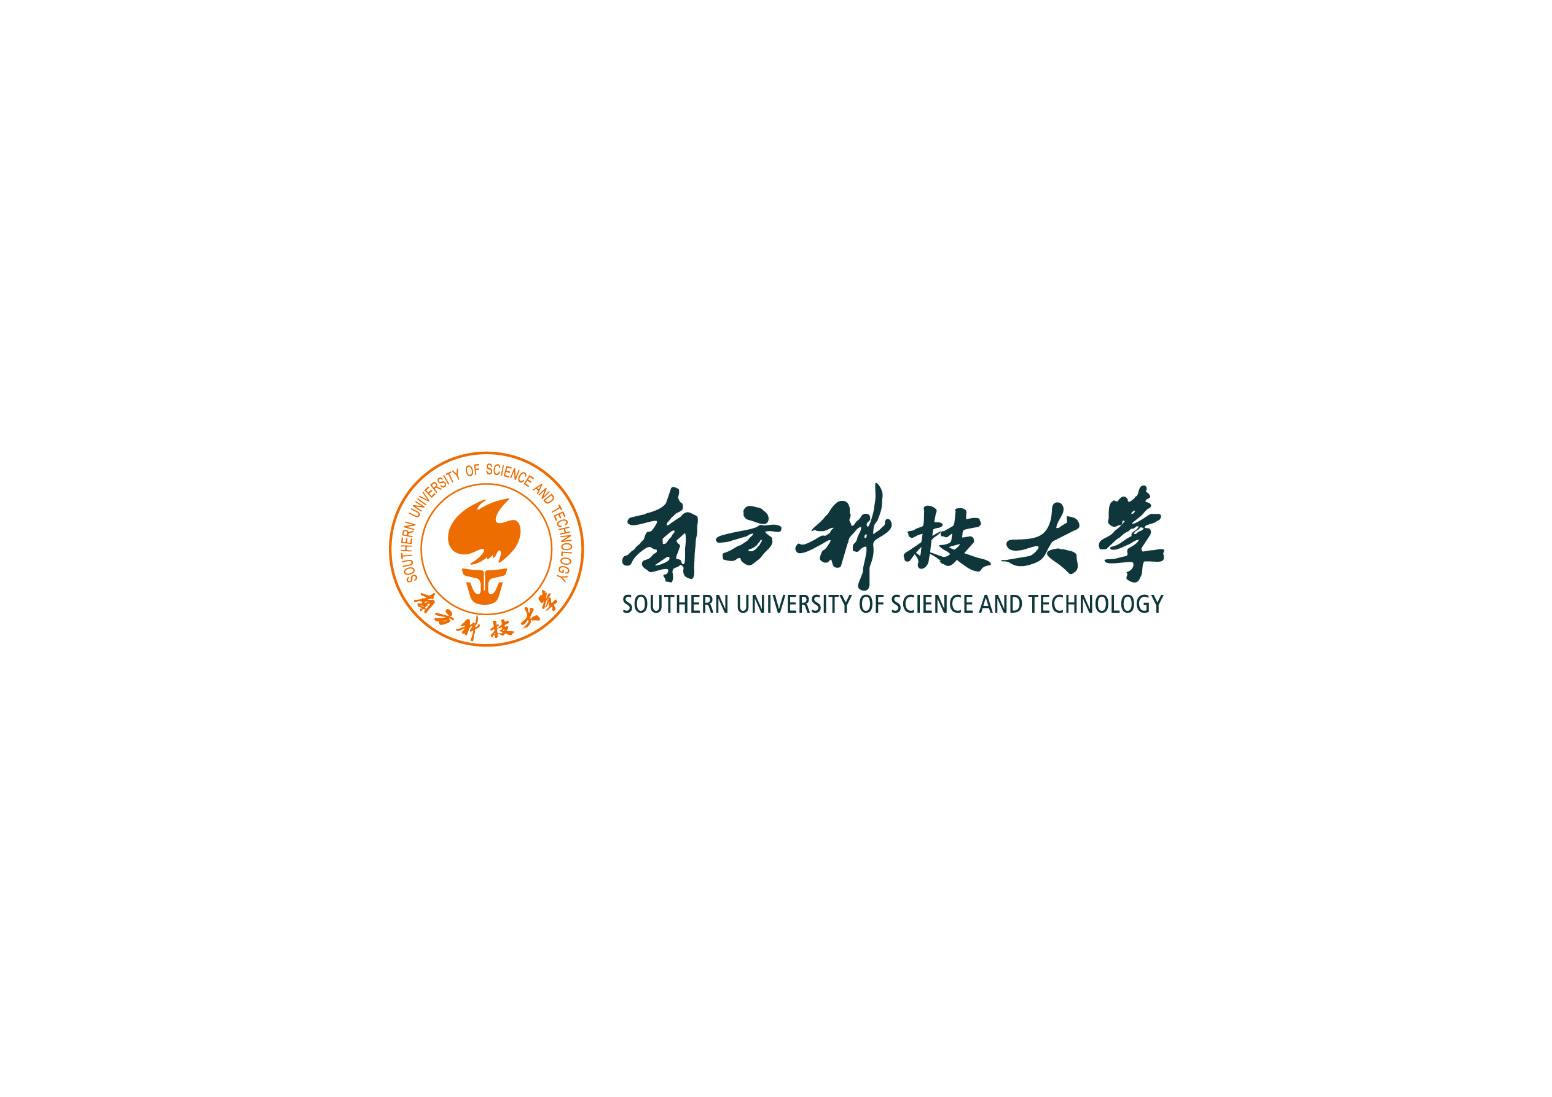 SOUTHERN UNIVERSITY OF SCIENCE AND TECHNOLOGY
南方科技大学
南方科技大學
SOUTHERN UNIVERSITY OF SCIENCE AND TECHNOLOGY